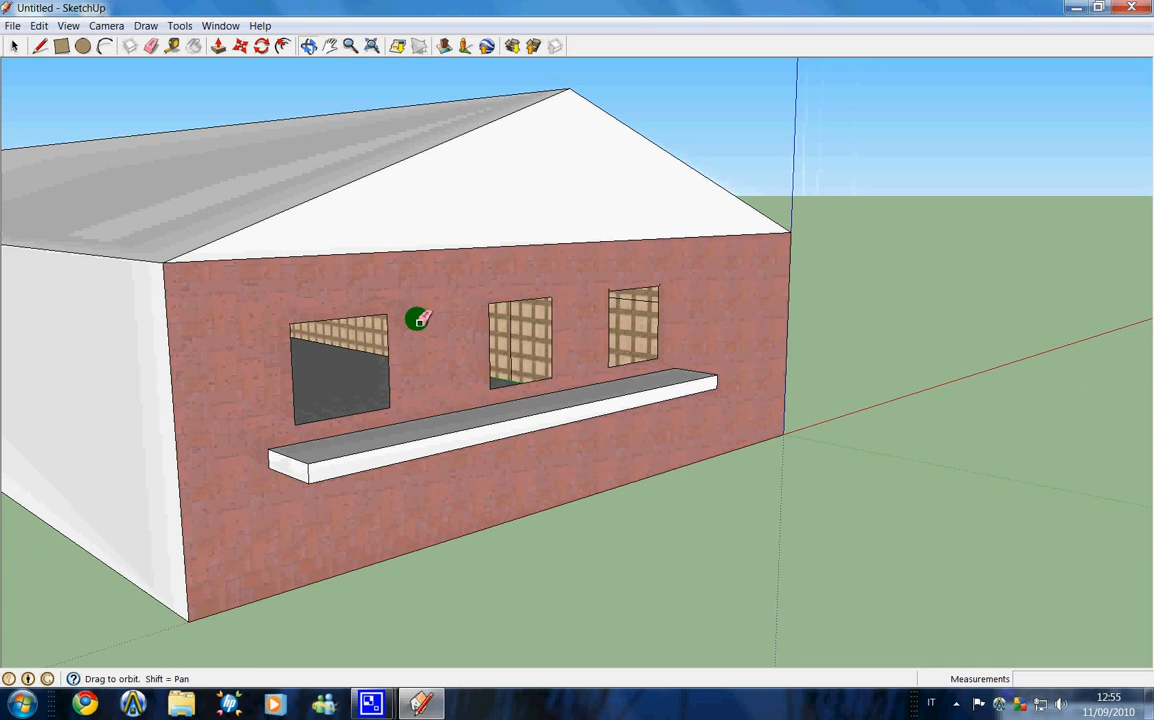 Untitled - SketchUp
File Edit View Camera Draw Tools Window Help
Drag to orbit. Shift = Pan
Measurements
IT
12:55
11/09/2010